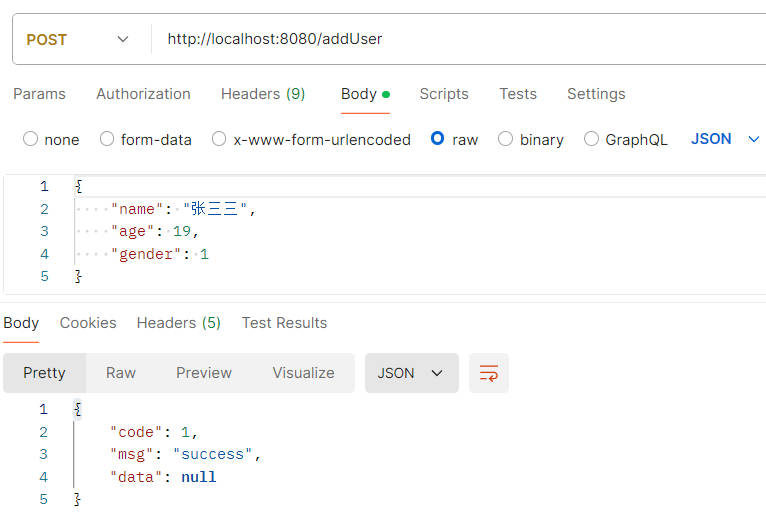 POST http://localhost:8080/addUser
Params Authorization Headers (9) Body Scripts Tests Settings
none form-data x-www-form-urlencoded raw binary GraphQL JSON
1 {
2 ····"name":·"张三三",
3 ····"age":·19,
4 ····"gender":·1
5 }
Body Cookies Headers (5) Test Results
Pretty Raw Preview Visualize JSON
1 {
2 "code": 1,
3 "msg": "success",
4 "data": null
5 }